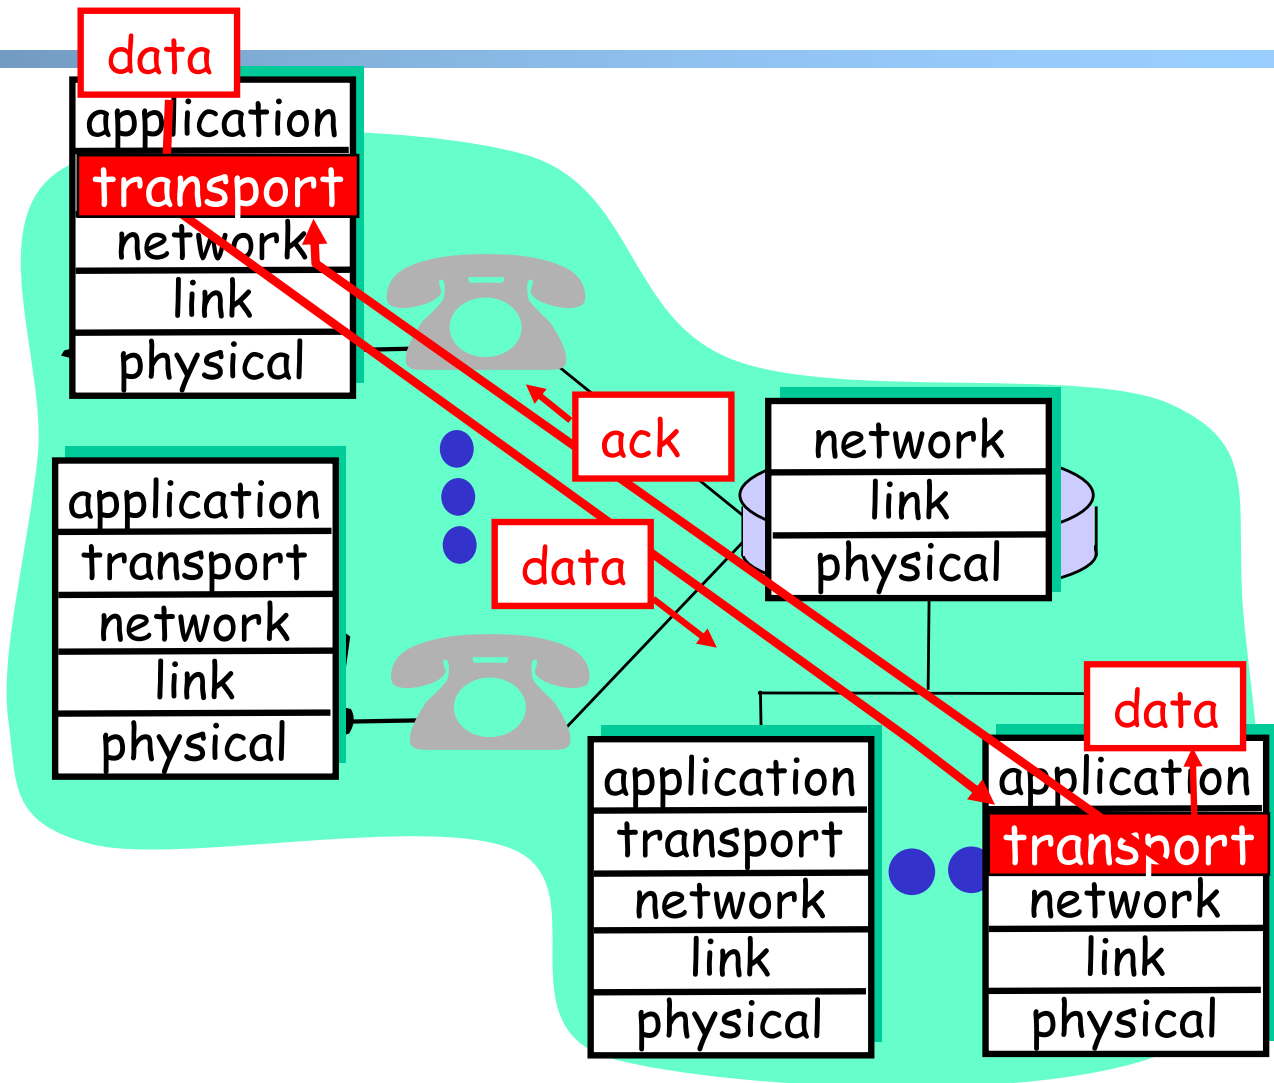 data
application
transport
network
link
physical
ack
network
link
physical
application
transport
network
link
physical
data
data
application
transport
network
link
physical
application
transport
network
link
physical